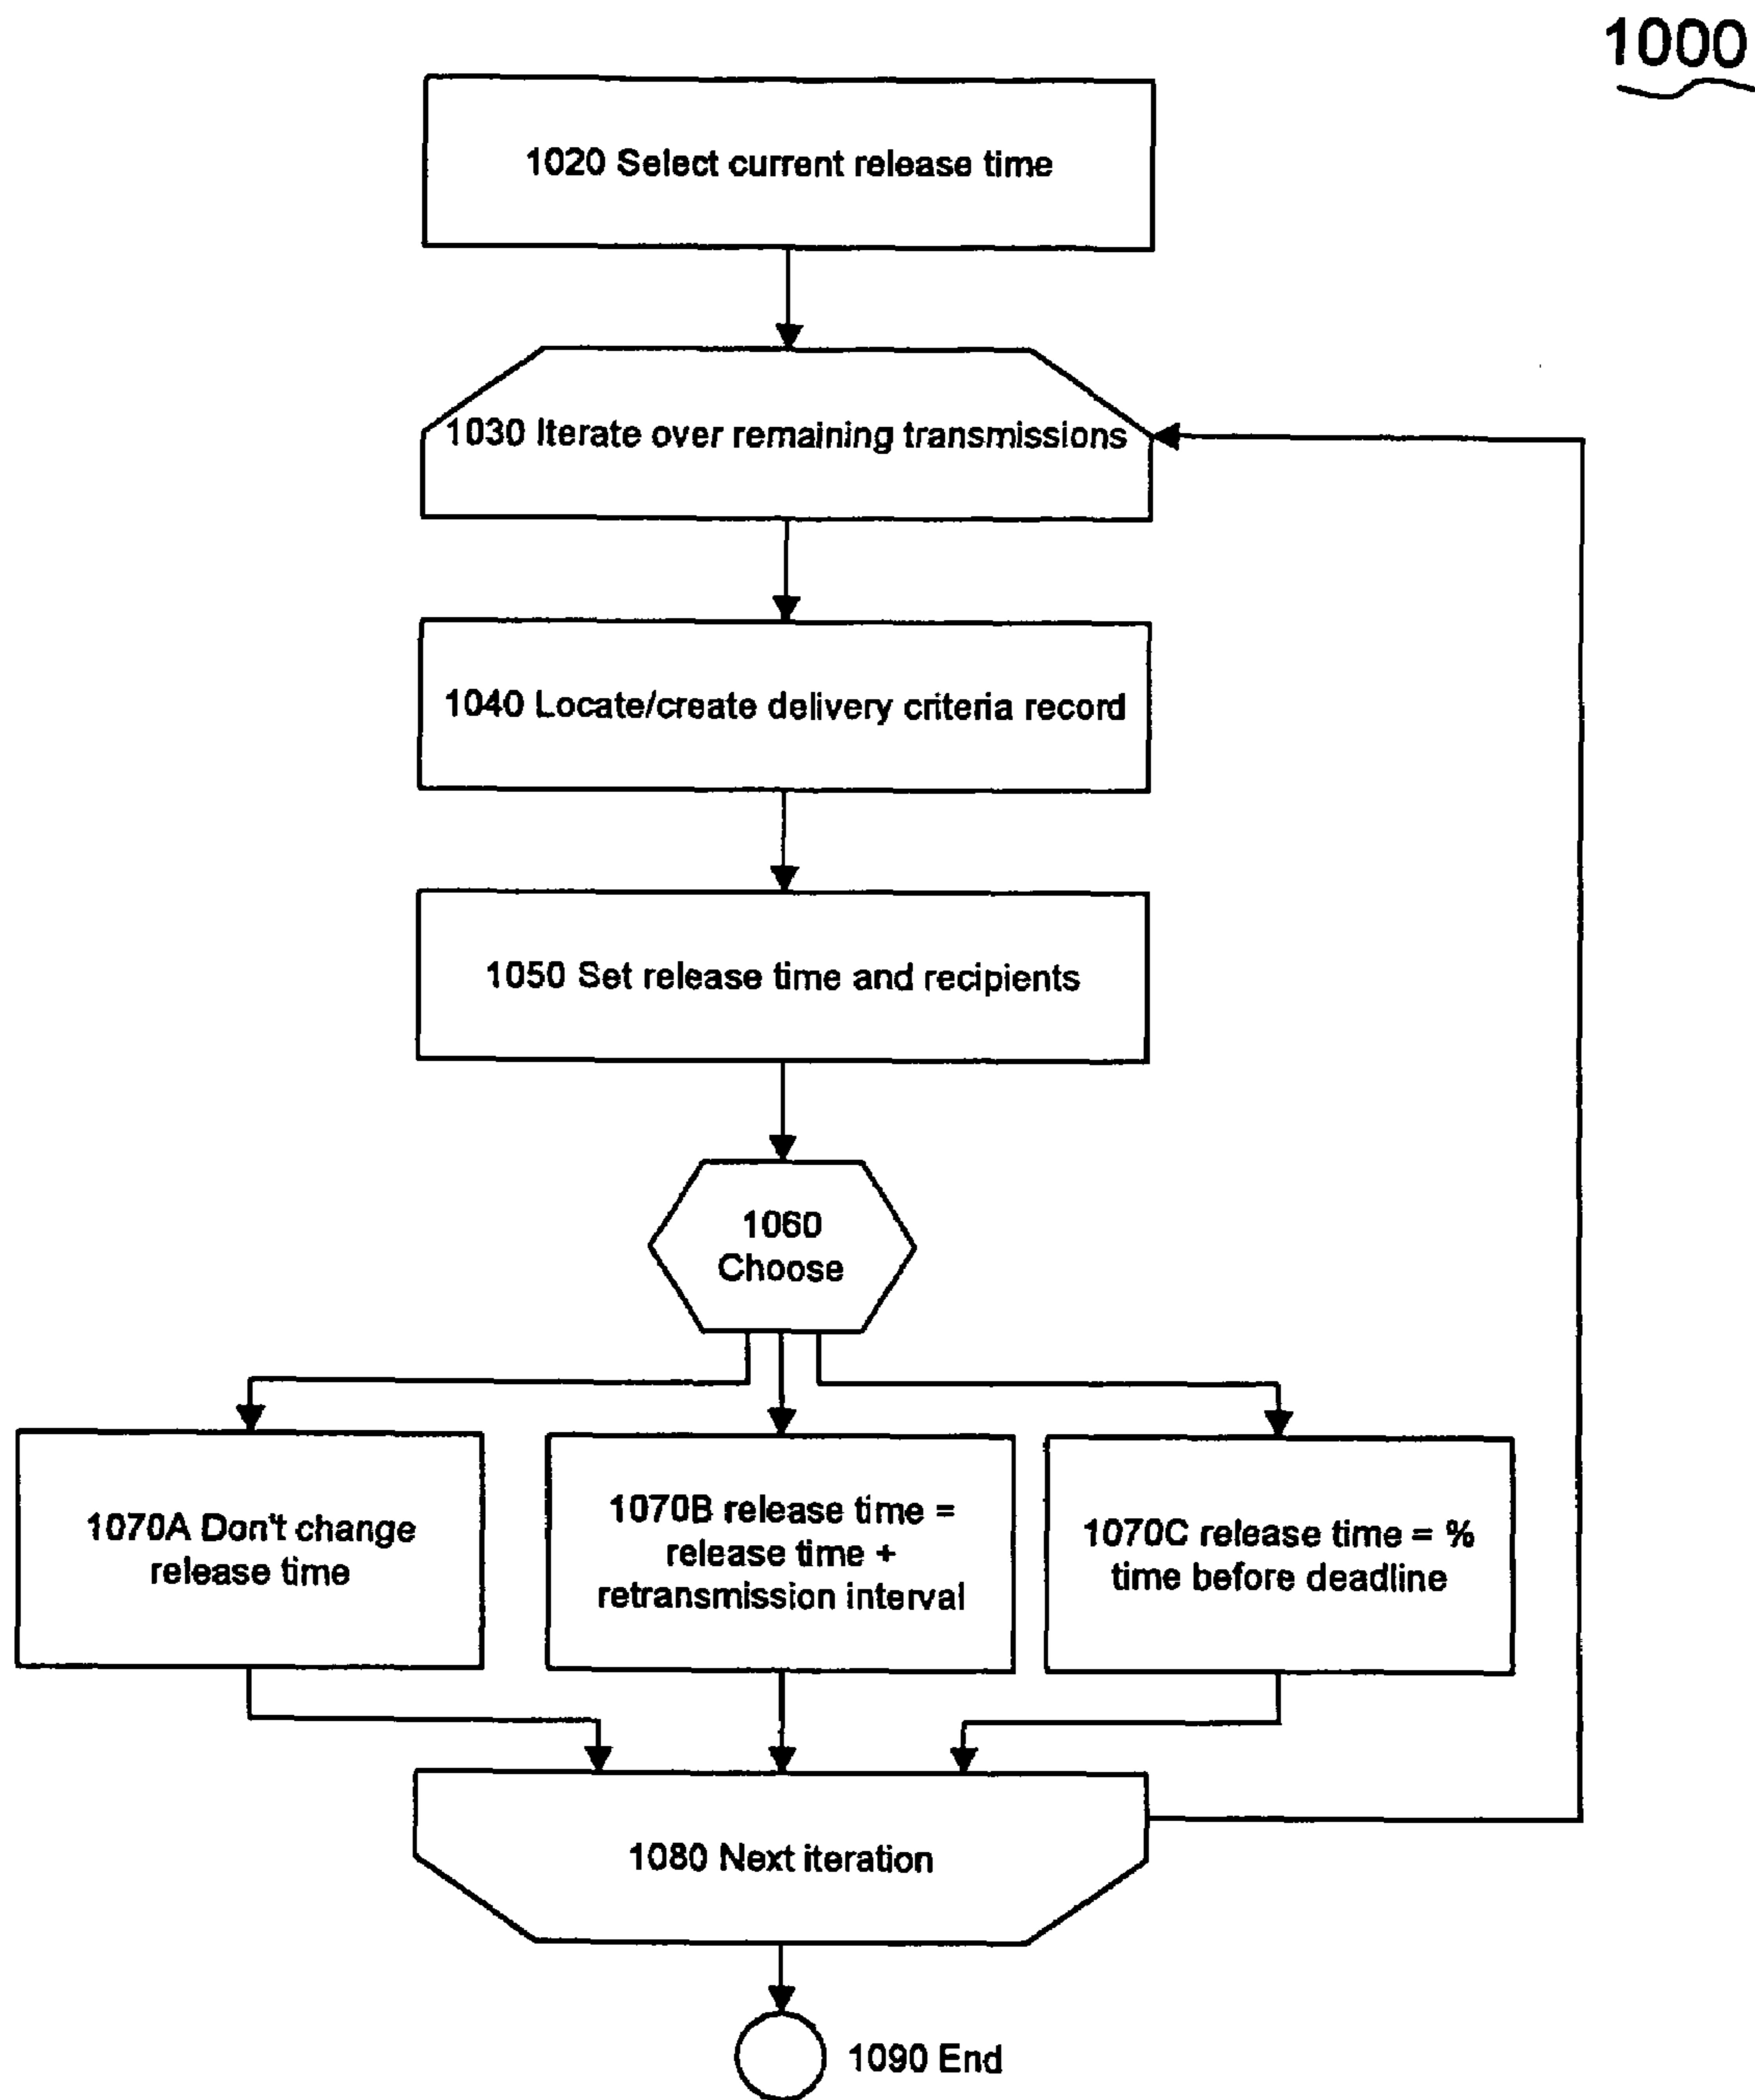 1000
1020 Select current release time
1030 Iterate over remaining transmissions
1040 Locate/create delivery criteria record
1050 Set release time and recipients
1060
Choose
1070A Don't change
release time
1070B release time =
release time +
retransmission interval
1070C release time = %
time before deadline
1080 Next iteration
1090 End